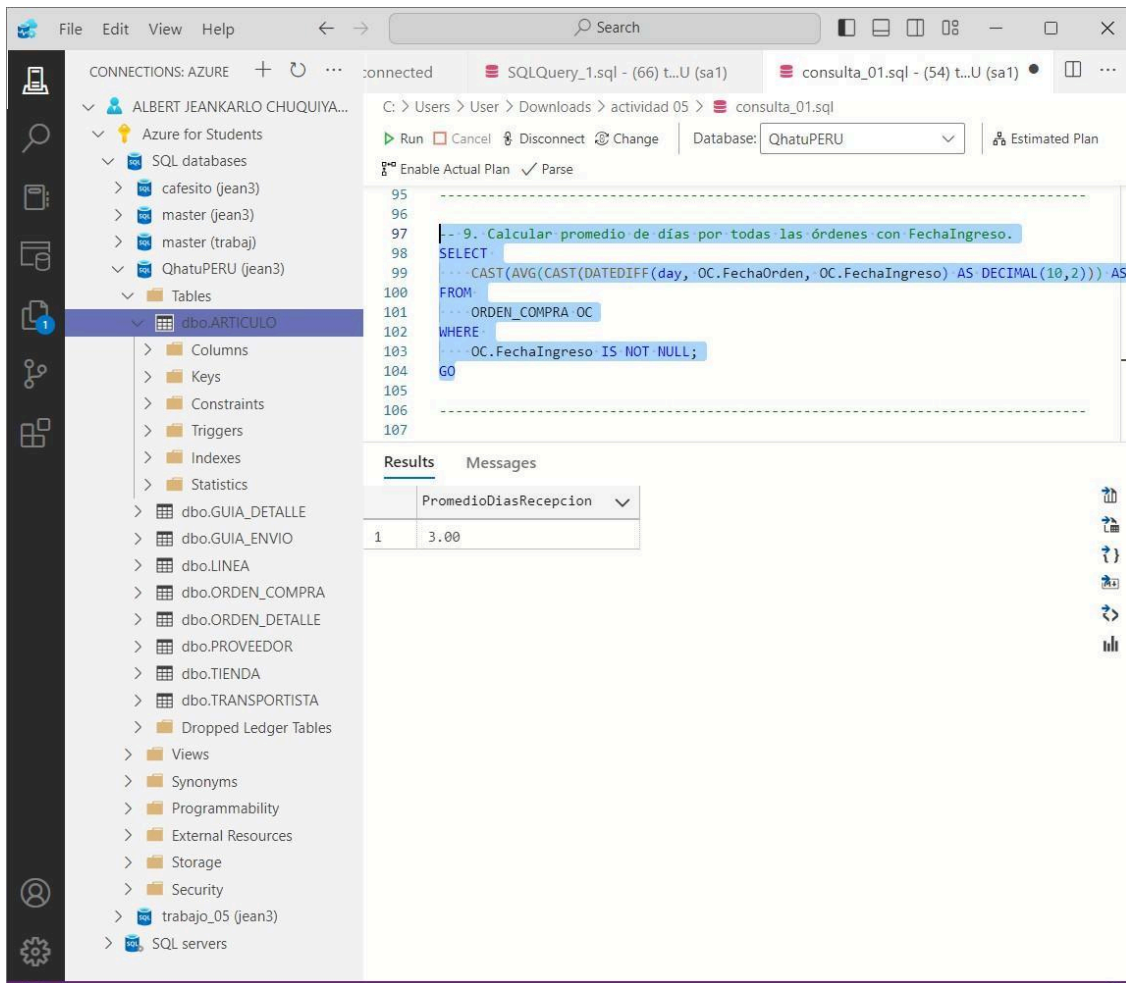 File Edit View Help Search
CONNECTIONS: AZURE
ALBERT JEANKARLO CHUQUIYA...
Azure for Students
SQL databases
cafesito (jean3)
master (jean3)
master (trabaj)
QhatuPERU (jean3)
Tables
dbo.ARTICULO
Columns
Keys
Constraints
Triggers
Indexes
Statistics
dbo.GUIA_DETALLE
dbo.GUIA_ENVIO
dbo.LINEA
dbo.ORDEN_COMPRA
dbo.ORDEN_DETALLE
dbo.PROVEEDOR
dbo.TIENDA
dbo.TRANSPORTISTA
Dropped Ledger Tables
Views
Synonyms
Programmability
External Resources
Storage
Security
trabajo_05 (jean3)
SQL servers
1
connected SQLQuery_1.sql - (66) t...U (sa1) consulta_01.sql - (54) t...U (sa1)
C: > Users > User > Downloads > actividad 05 > consulta_01.sql
Run Cancel Disconnect Change Database: QhatuPERU Estimated Plan
Enable Actual Plan Parse
95 ------------------------------------------------------------------------------------
96
97 -- 9. Calcular promedio de días por todas las órdenes con FechaIngreso.
98 SELECT
99 CAST(AVG(CAST(DATEDIFF(day, OC.FechaOrden, OC.FechaIngreso) AS DECIMAL(10,2))) AS
100 FROM
101 ORDEN_COMPRA OC
102 WHERE
103 OC.FechaIngreso IS NOT NULL;
104 GO
105
106 ------------------------------------------------------------------------------------
107
Results Messages
PromedioDiasRecepcion
1 3.00